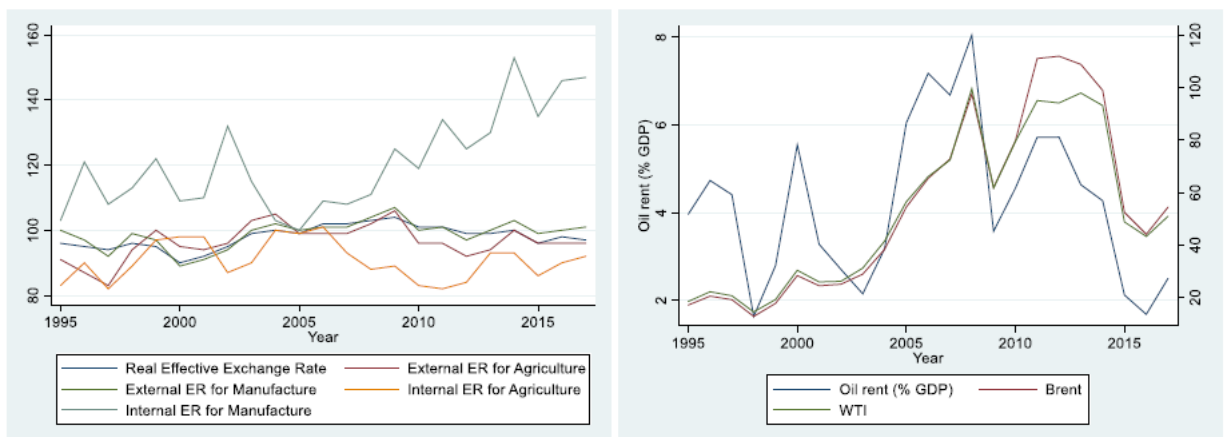 160
140
120
100
80
1995
2000
2005
2010
2015
Year
Real Effective Exchange Rate
External ER for Agriculture
External ER for Manufacture
Internal ER for Agriculture
Internal ER for Manufacture
Oil rent (% GDP)
8
6
4
2
120
100
80
60
40
20
1995
2000
2005
2010
2015
Year
Oil rent (% GDP)
Brent
WTI